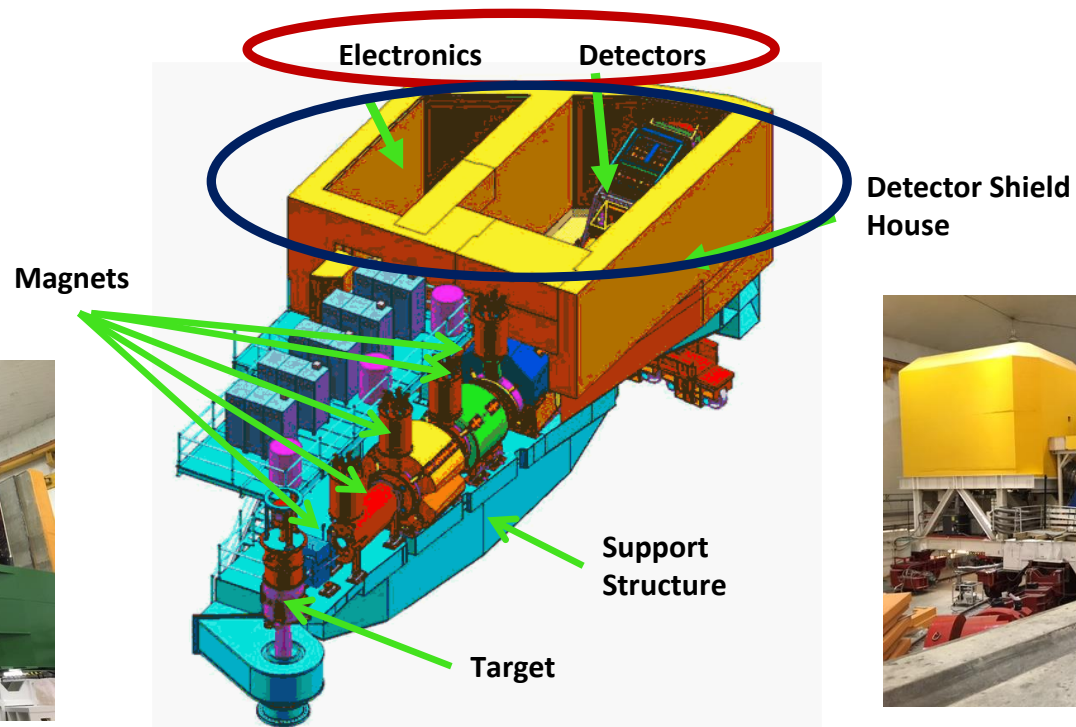 Electronics
Detectors
Detector Shield
House
Magnets
Support
Structure
Target